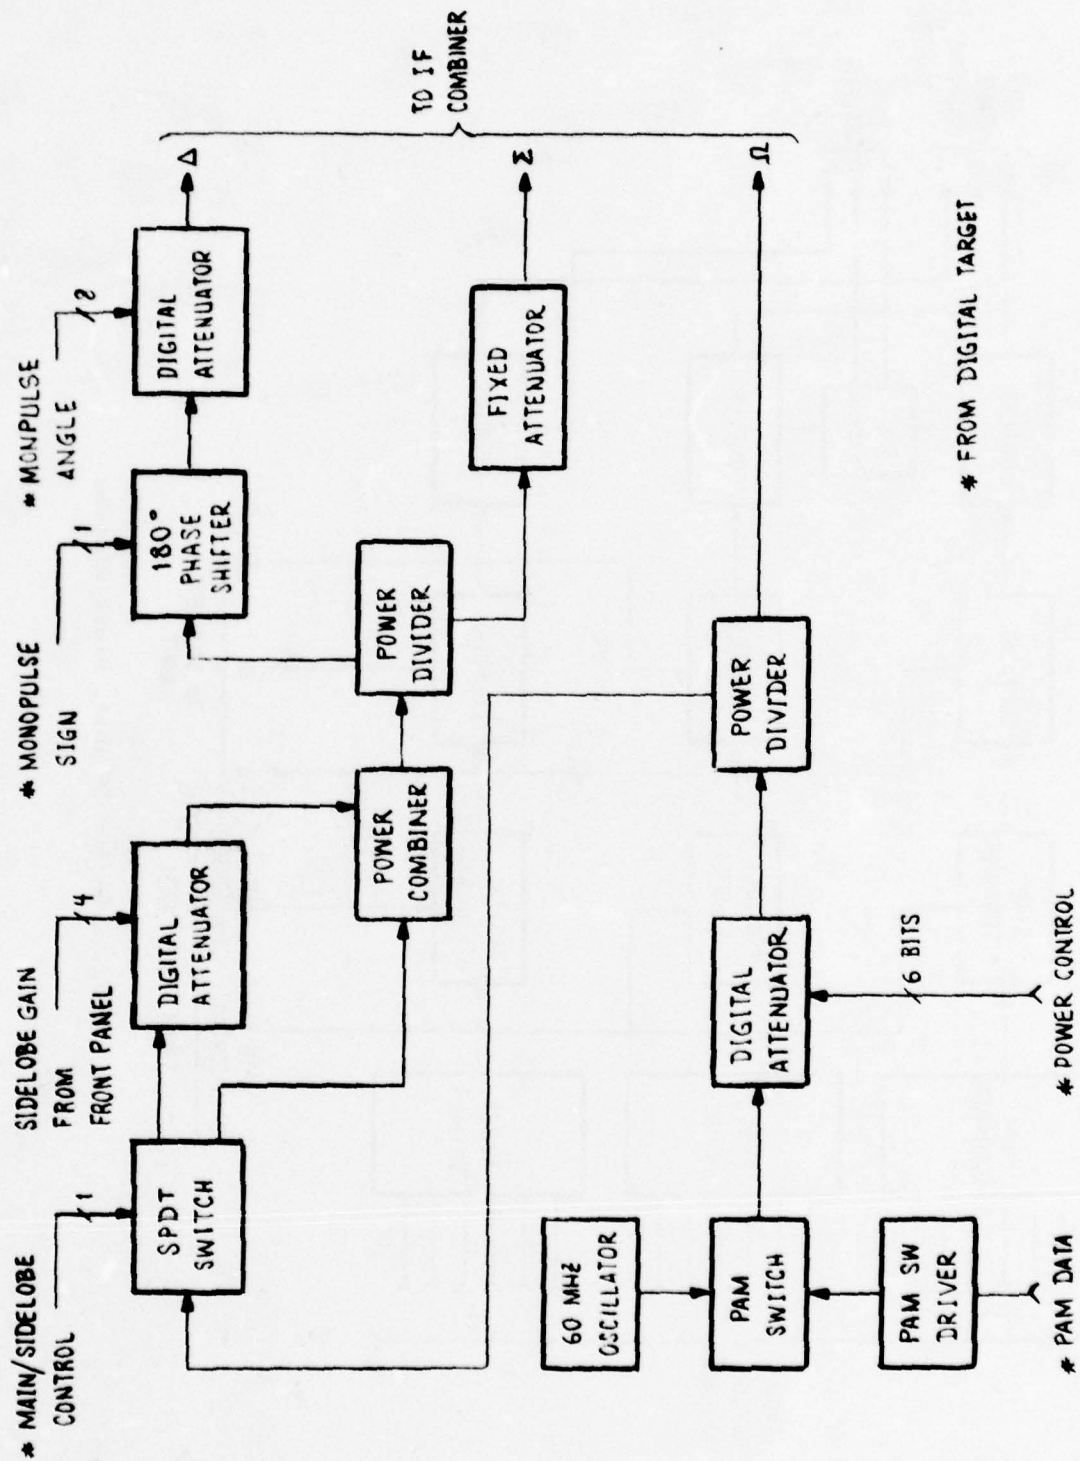 * MAIN/SIDELOBE
CONTROL
1
SIDELOBE GAIN
FROM
FRONT PANEL
4
* MONOPULSE
SIGN
1
* MONPULSE
ANGLE
8
SPDT
SWITCH
DIGITAL
ATTENUATOR
180°
PHASE
SHIFTER
DIGITAL
ATTENUATOR
Δ
POWER
COMBINER
POWER
DIVIDER
FIXED
ATTENUATOR
Σ
TO IF
COMBINER
60 MHz
OSCILLATOR
PAM
SWITCH
DIGITAL
ATTENUATOR
POWER
DIVIDER
Ω
PAM SW
DRIVER
6 BITS
* PAM DATA
* POWER CONTROL
* FROM DIGITAL TARGET